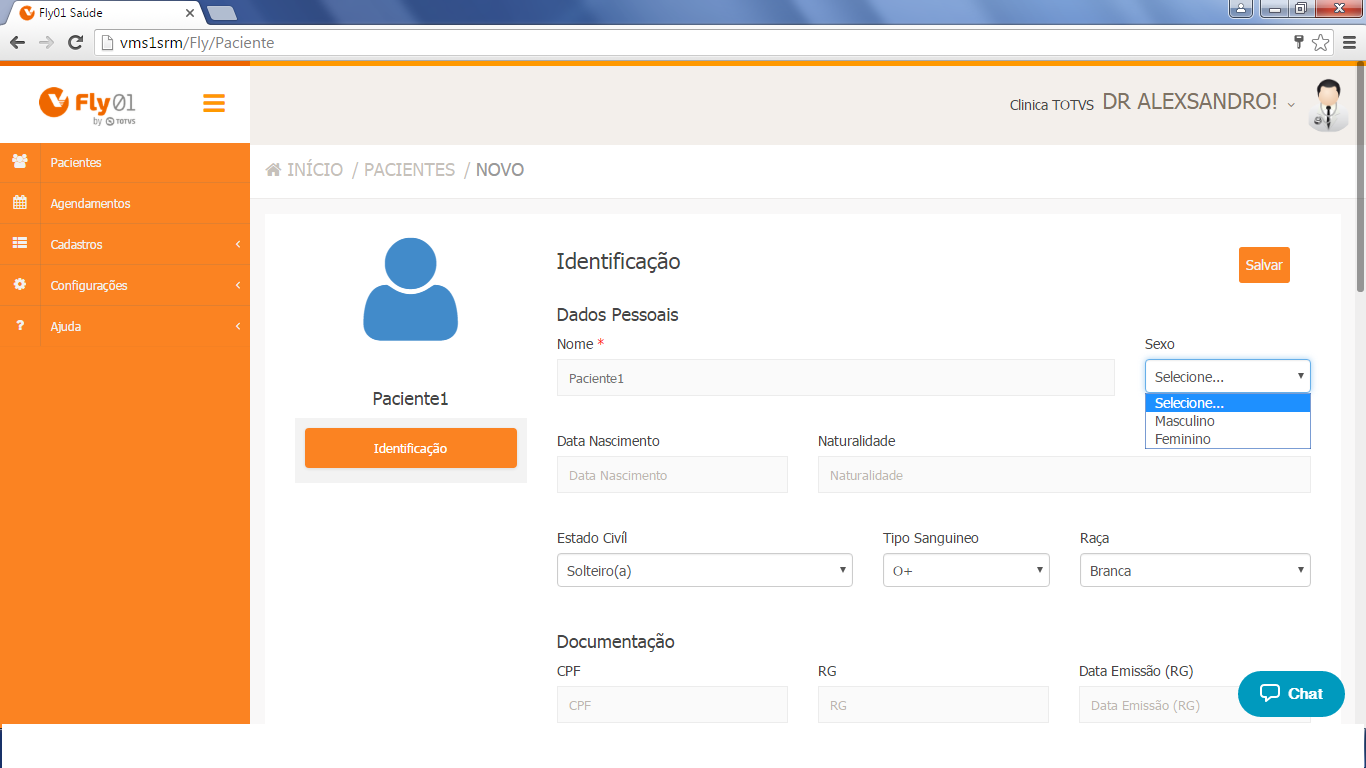 Fly01 Saúde
vms1srm/Fly/Paciente
Fly01
by TOTVS
Clinica TOTVS DR ALEXSANDRO!
Pacientes
Agendamentos
Cadastros
Configurações
Ajuda
INÍCIO / PACIENTES / NOVO
Paciente1
Identificação
Identificação
Salvar
Dados Pessoais
Nome * Sexo
Paciente1 Selecione...
Selecione...
Masculino
Feminino
Data Nascimento Naturalidade
Data Nascimento Naturalidade
Estado Civíl Tipo Sanguineo Raça
Solteiro(a) O+ Branca
Documentação
CPF RG Data Emissão (RG)
CPF RG Data Emissão (RG)
Chat